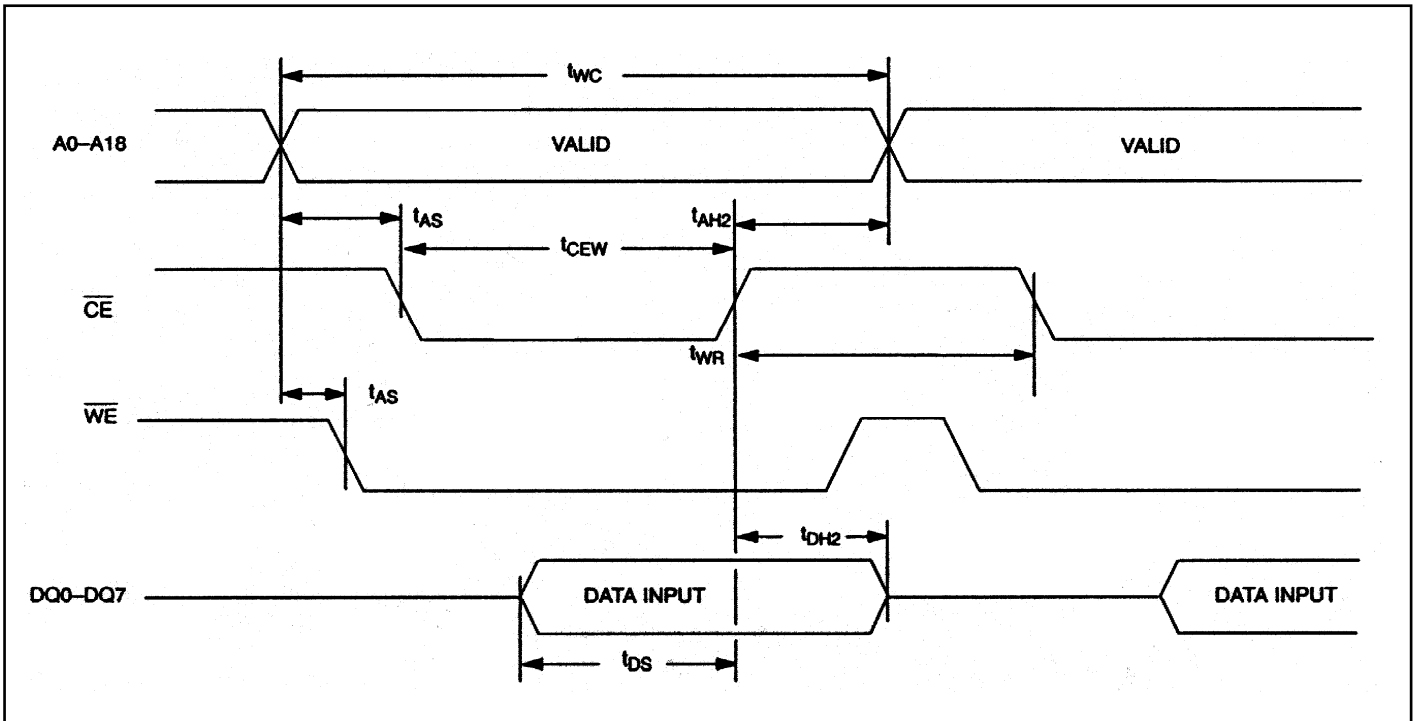 tWC
A0–A18
VALID
VALID
tAS
tAH2
tCEW
CE
tWR
tAS
WE
tDH2
DQ0–DQ7
DATA INPUT
DATA INPUT
tDS